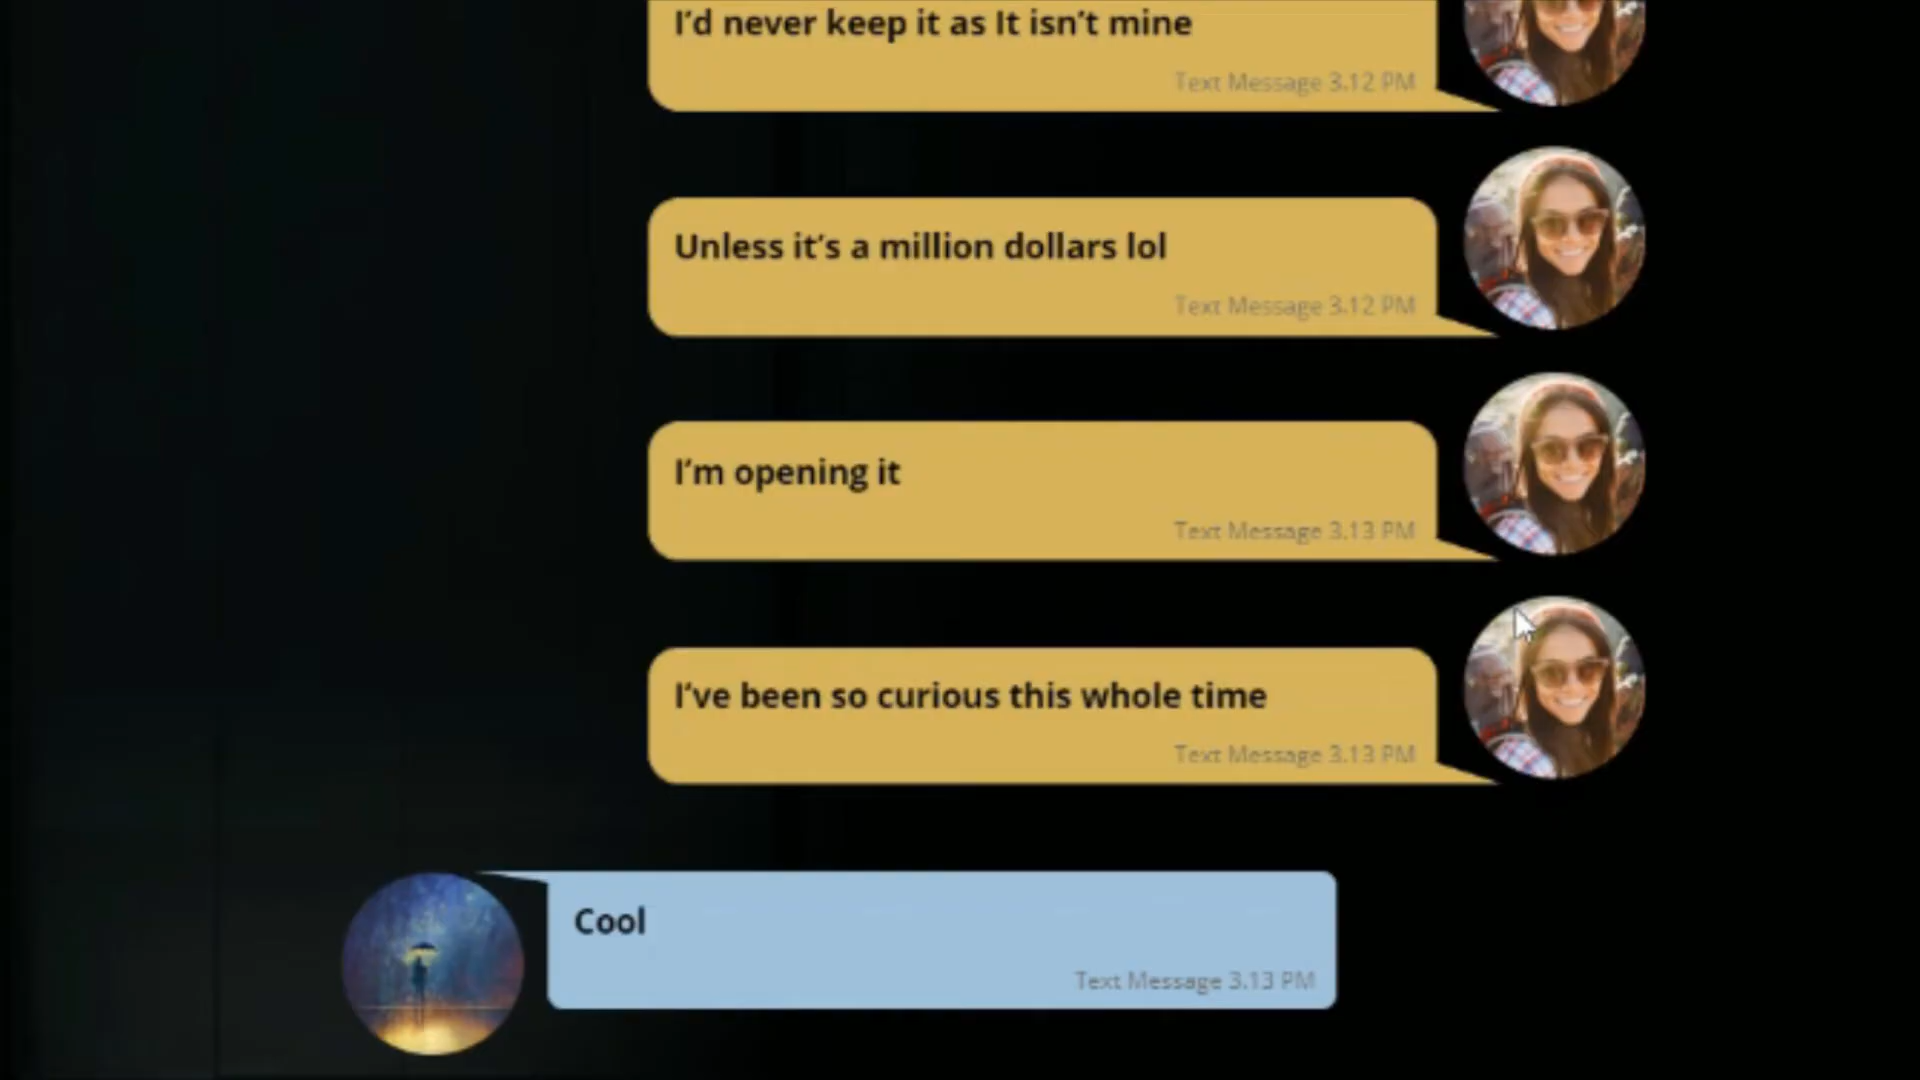 I’d never keep it as It isn’t mine
Text Message 3.12 PM
Unless it’s a million dollars lol
Text Message 3.12 PM
I’m opening it
Text Message 3.13 PM
I’ve been so curious this whole time
Text Message 3.13 PM
Cool
Text Message 3.13 PM